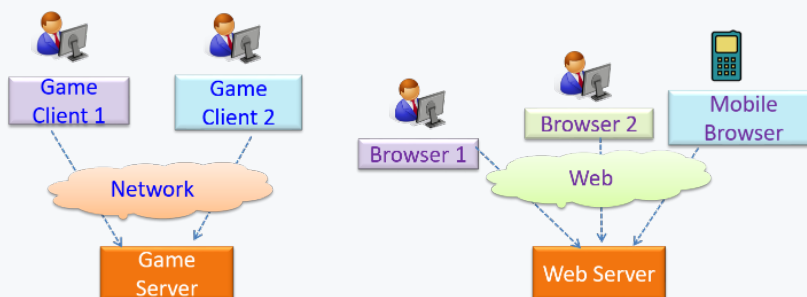 Game
Client 1
Game
Client 2
Network
Game
Server
Browser 1
Browser 2
Mobile
Browser
Web
Web Server